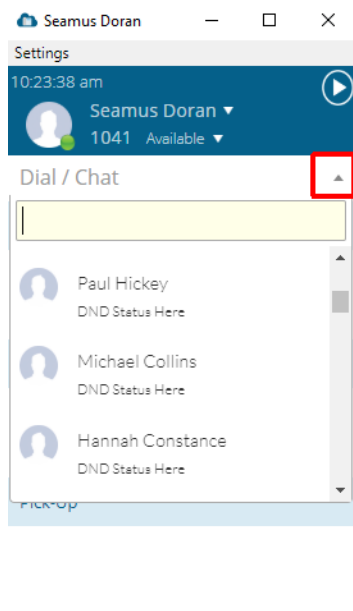 Seamus Doran
Settings
10:23:38 am
Seamus Doran
1041 Available
Dial / Chat
Paul Hickey
DND Status Here
Michael Collins
DND Status Here
Hannah Constance
DND Status Here
Pick-Up